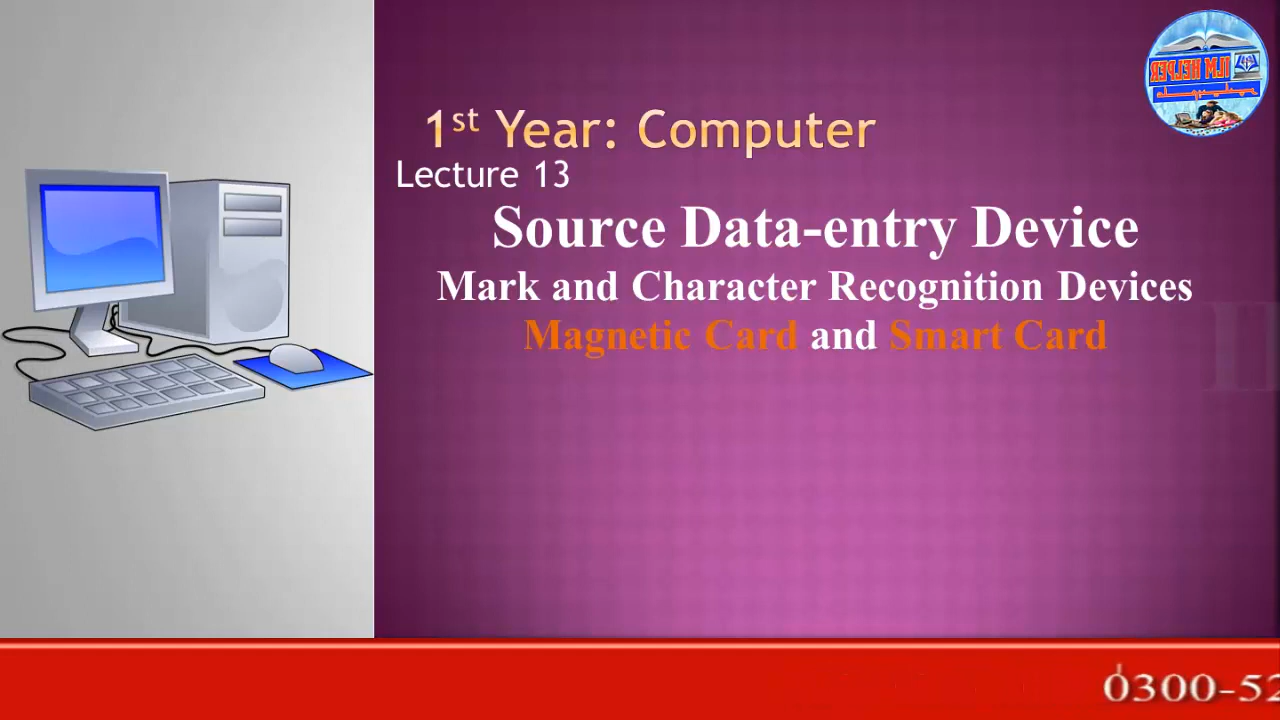 1st Year: Computer
Lecture 13
Source Data-entry Device
Mark and Character Recognition Devices
Magnetic Card and Smart Card
ILM HELPER
0300-52